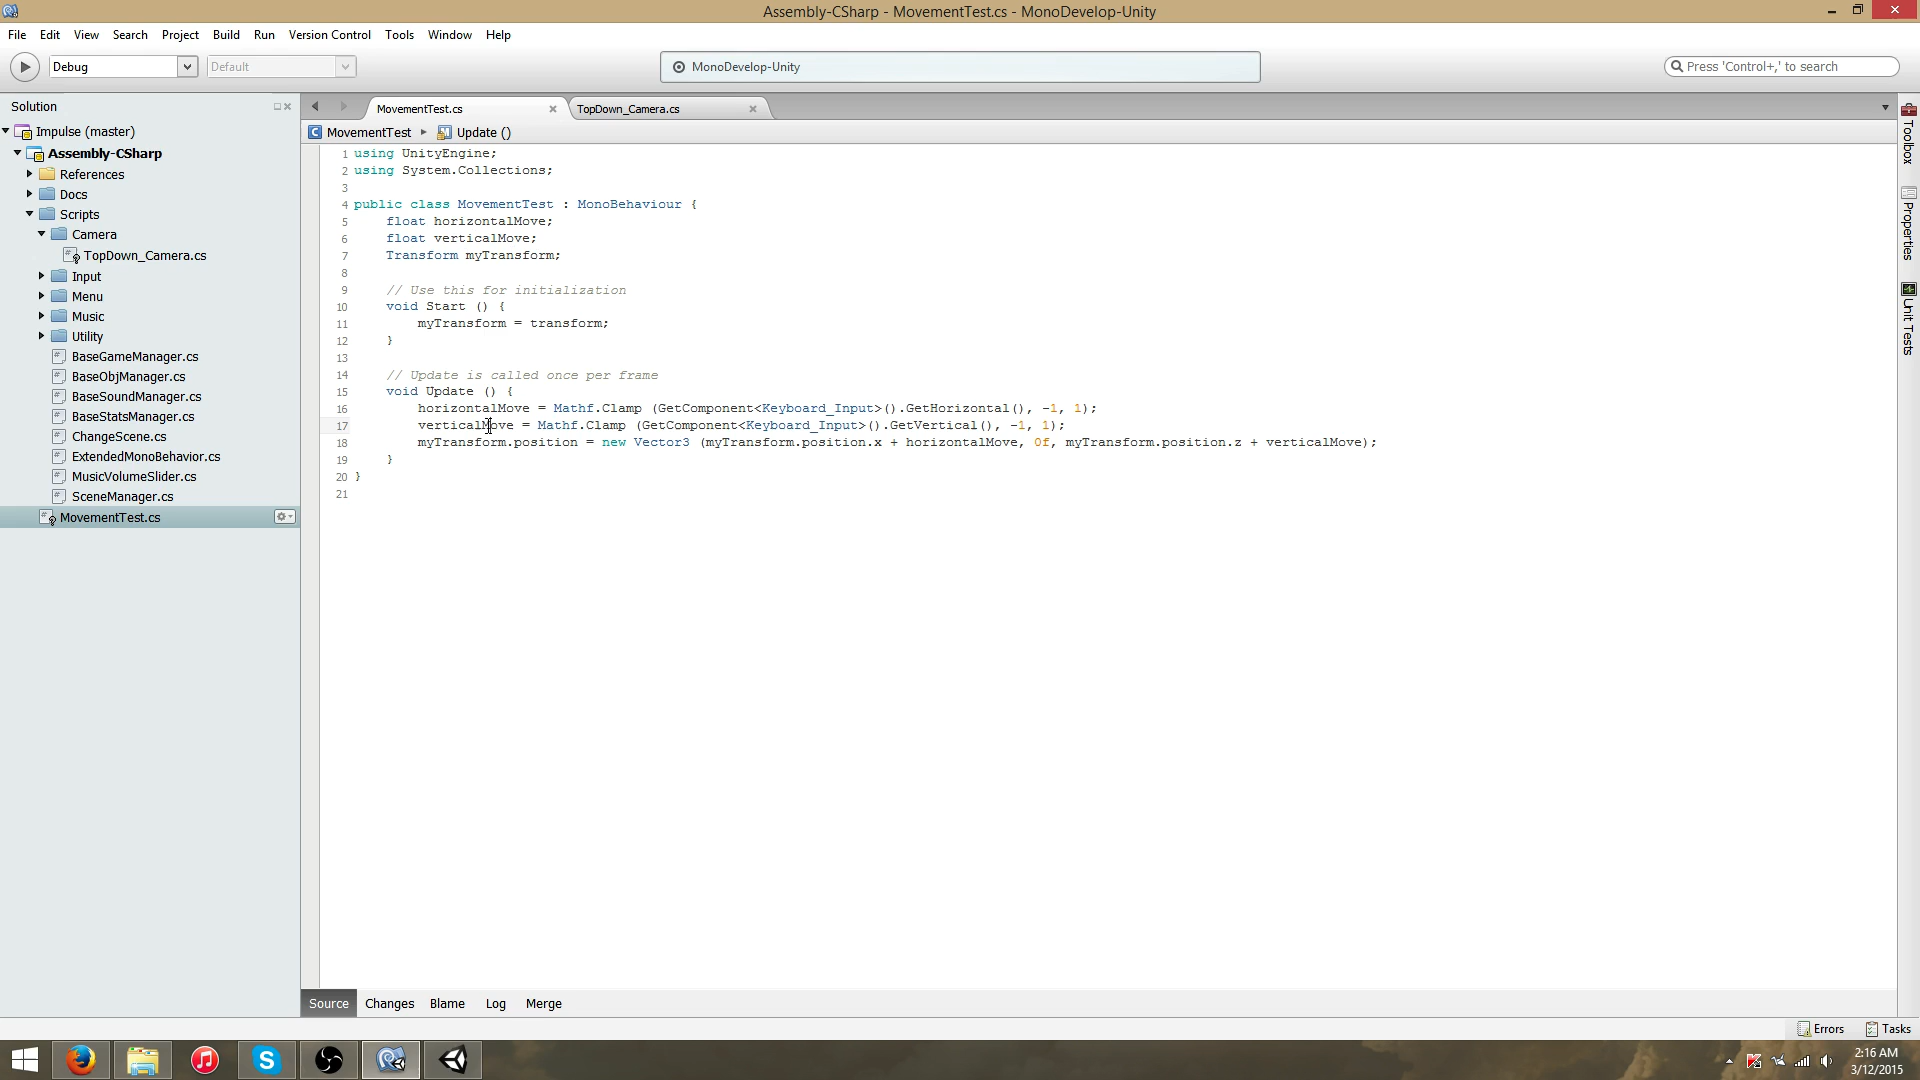 Assembly-CSharp - MovementTest.cs - MonoDevelop-Unity
File Edit View Search Project Build Run Version Control Tools Window Help
Debug Default MonoDevelop-Unity Press 'Control+,' to search
Solution
Impulse (master)
Assembly-CSharp
References
Docs
Scripts
Camera
TopDown_Camera.cs
Input
Menu
Music
Utility
BaseGameManager.cs
BaseObjManager.cs
BaseSoundManager.cs
BaseStatsManager.cs
ChangeScene.cs
ExtendedMonoBehavior.cs
MusicVolumeSlider.cs
SceneManager.cs
MovementTest.cs
MovementTest.cs TopDown_Camera.cs
MovementTest Update ()
1 using UnityEngine;
2 using System.Collections;
3
4 public class MovementTest : MonoBehaviour {
5 float horizontalMove;
6 float verticalMove;
7 Transform myTransform;
8
9 // Use this for initialization
10 void Start () {
11 myTransform = transform;
12 }
13
14 // Update is called once per frame
15 void Update () {
16 horizontalMove = Mathf.Clamp (GetComponent<Keyboard_Input>().GetHorizontal(), -1, 1);
17 verticalMove = Mathf.Clamp (GetComponent<Keyboard_Input>().GetVertical(), -1, 1);
18 myTransform.position = new Vector3 (myTransform.position.x + horizontalMove, 0f, myTransform.position.z + verticalMove);
19 }
20 }
21
Toolbox
Properties
Unit Tests
Source Changes Blame Log Merge
Errors Tasks
2:16 AM
3/12/2015